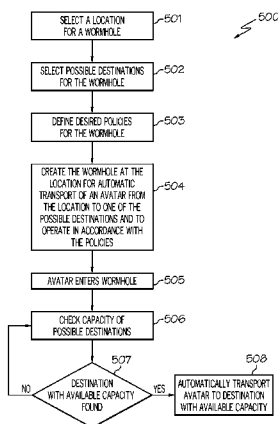 500
SELECT A LOCATION
FOR A WORMHOLE
501
SELECT POSSIBLE DESTINATIONS
FOR THE WORMHOLE
502
DEFINE DESIRED POLICIES
FOR THE WORMHOLE
503
CREATE THE WORMHOLE AT THE
LOCATION FOR AUTOMATIC
TRANSPORT OF AN AVATAR FROM
THE LOCATION TO ONE OF THE
POSSIBLE DESTINATIONS AND TO
OPERATE IN ACCORDANCE WITH
THE POLICIES
504
AVATAR ENTERS WORMHOLE
505
CHECK CAPACITY OF
POSSIBLE DESTINATIONS
506
507
DESTINATION
WITH AVAILABLE CAPACITY
FOUND
NO
YES
508
AUTOMATICALLY TRANSPORT
AVATAR TO DESTINATION
WITH AVAILABLE CAPACITY